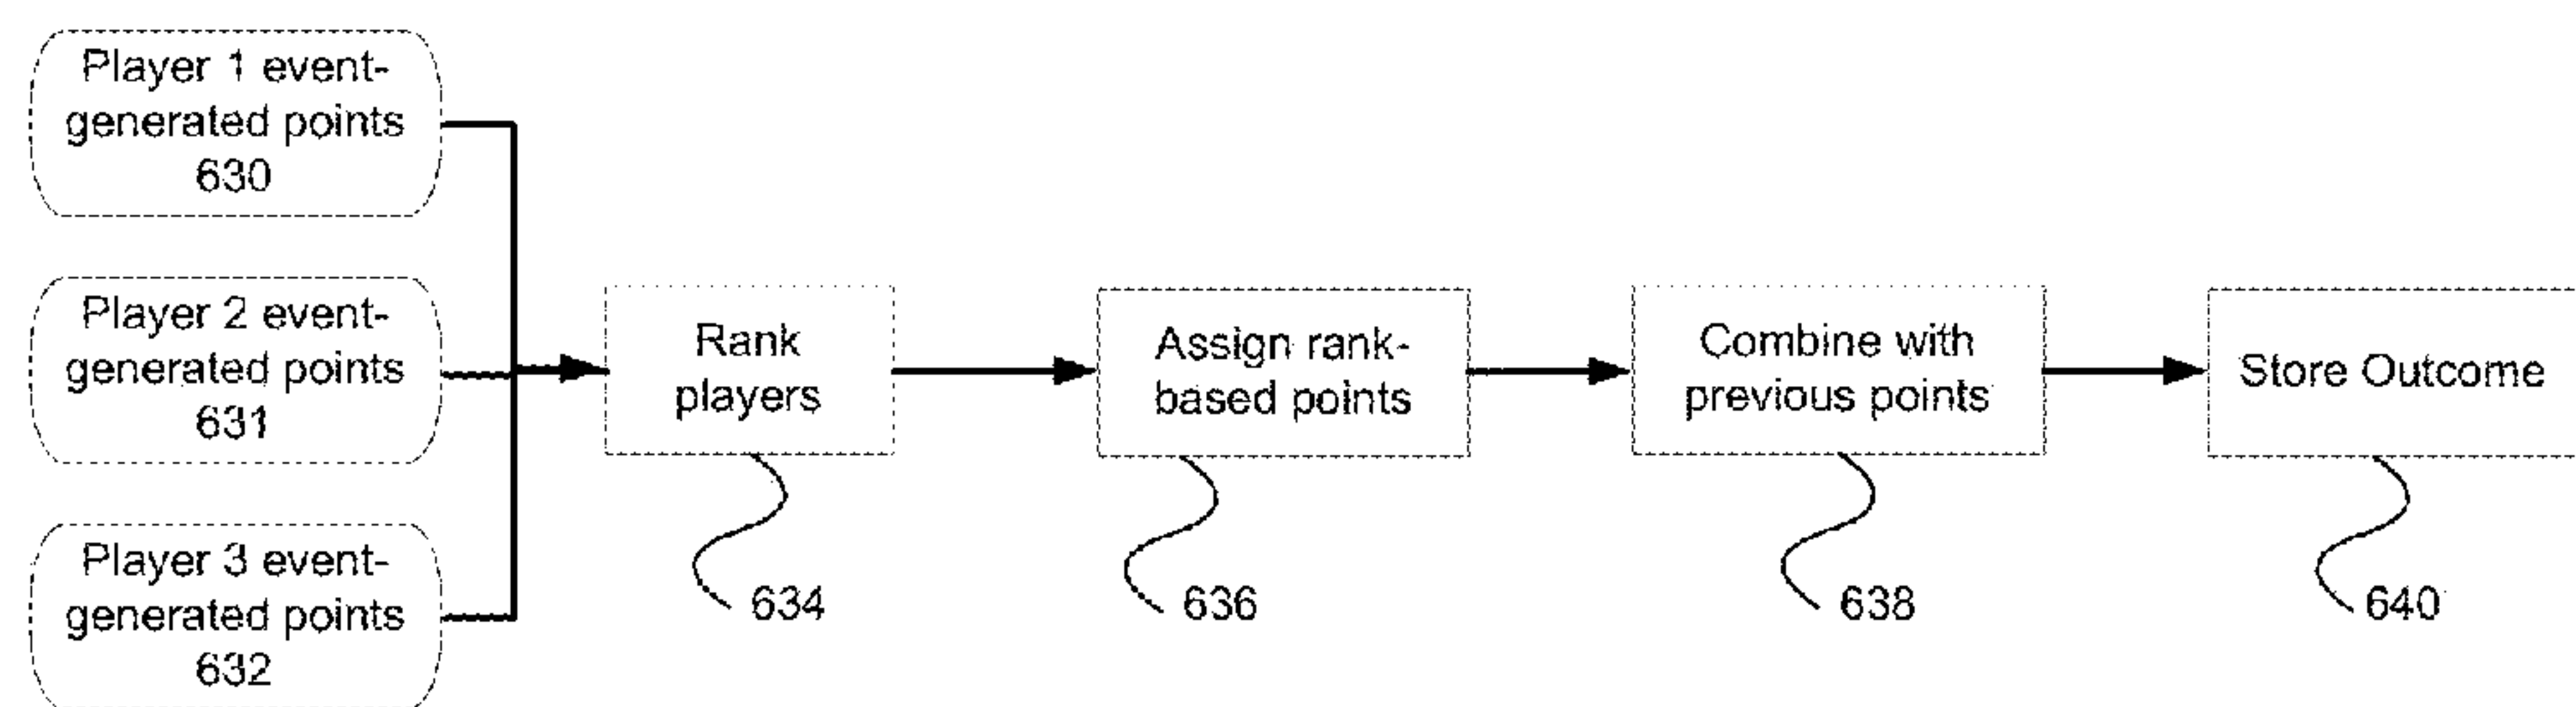 Player 1 event-
generated points
630
Player 2 event-
generated points
631
Player 3 event-
generated points
632
Rank
players
634
Assign rank-
based points
636
Combine with
previous points
638
Store Outcome
640